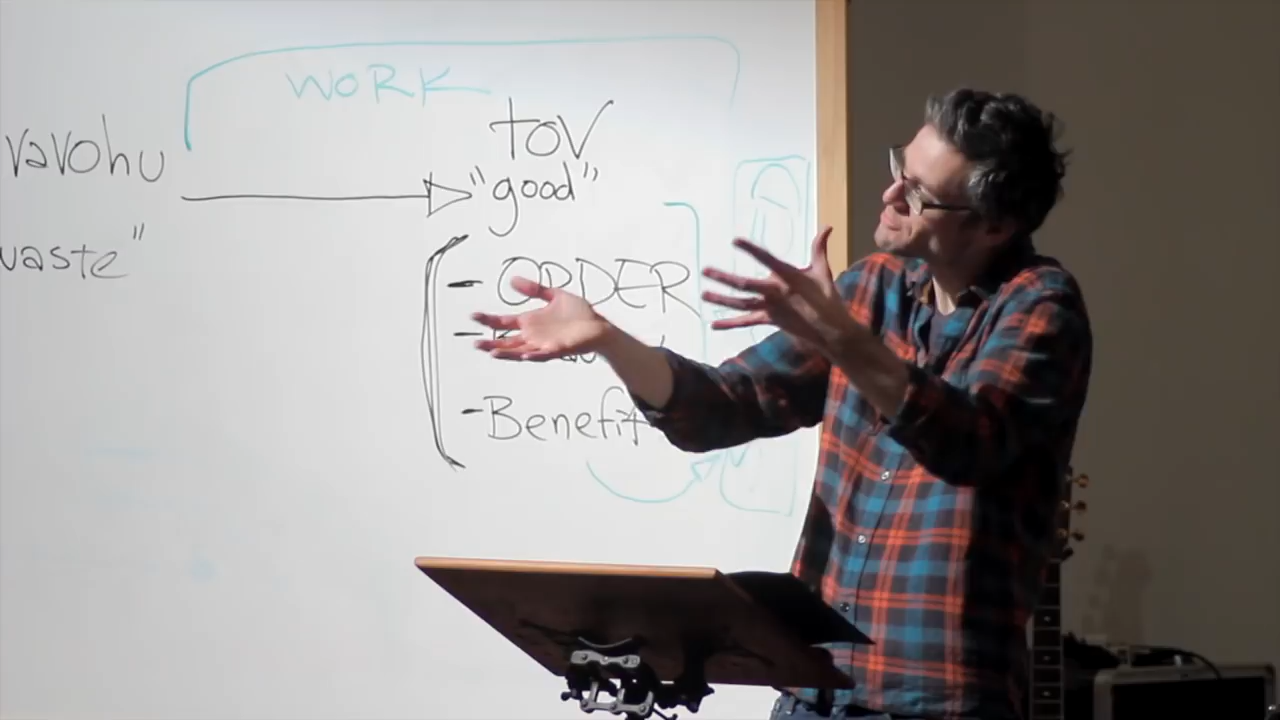 WORK
vavohu
tov
"good"
waste"
- ORDER
- Benefit